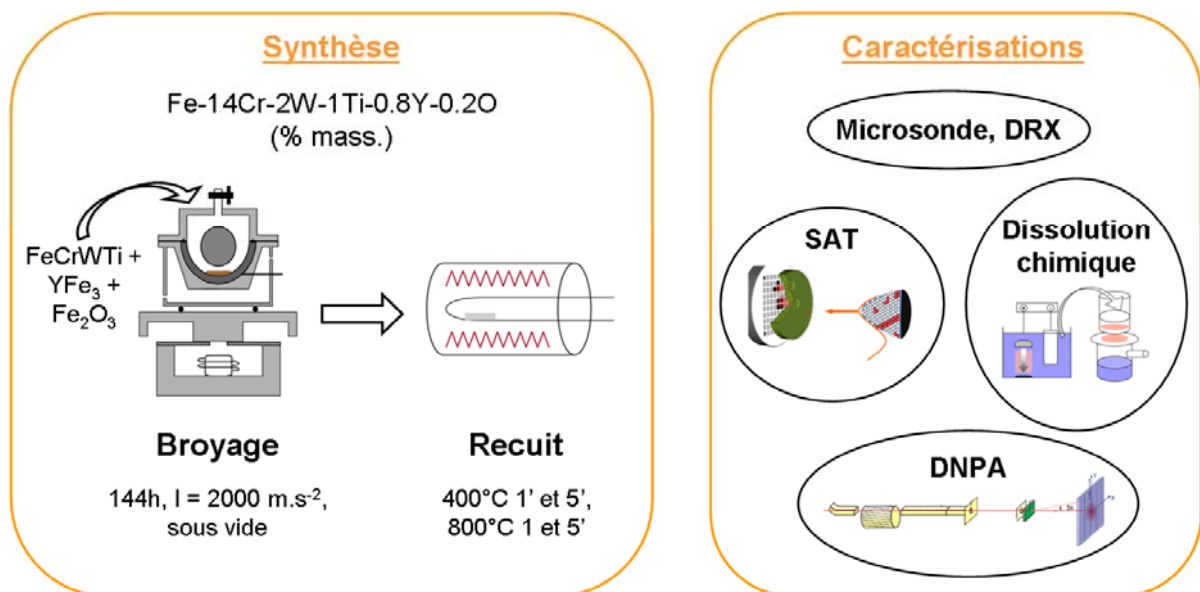 Synthèse
Fe-14Cr-2W-1Ti-0.8Y-0.2O
(% mass.)
FeCrWTi +
YFe₃ +
Fe₂O₃
Broyage
144h, I = 2000 m.s⁻²,
sous vide
Recuit
400°C 1' et 5',
800°C 1 et 5'
Caractérisations
Microsonde, DRX
SAT
Dissolution
chimique
DNPA